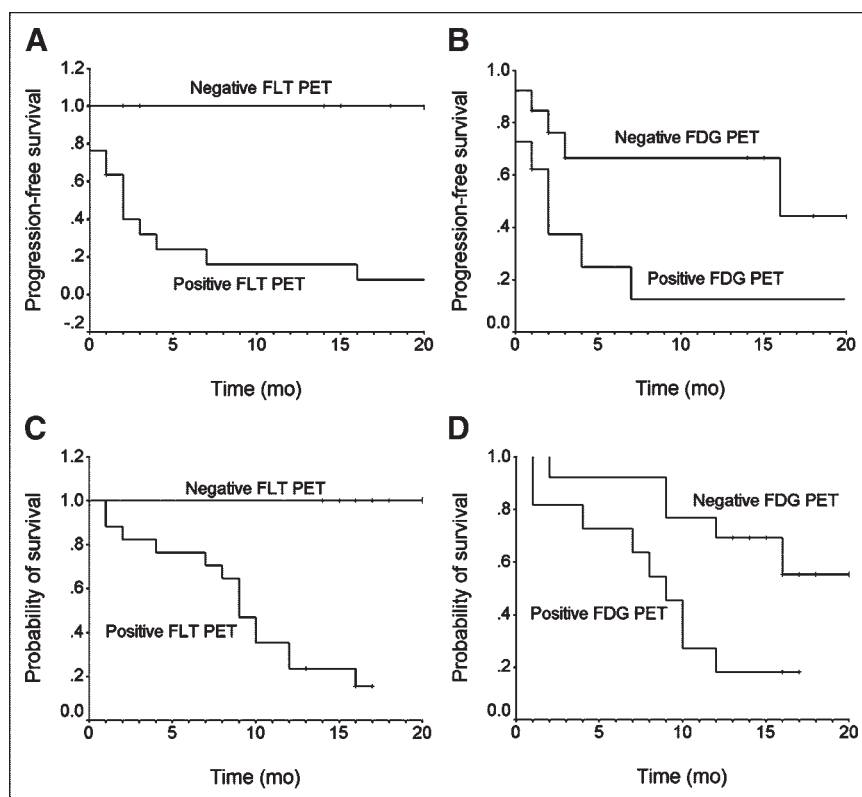 A
Progression-free survival
1.2
1.0
.8
.6
.4
.2
0.0
-.2
Negative FLT PET
Positive FLT PET
0
5
10
15
20
Time (mo)
B
Progression-free survival
1.0
.8
.6
.4
.2
0.0
Negative FDG PET
Positive FDG PET
0
5
10
15
20
Time (mo)
C
Probability of survival
1.2
1.0
.8
.6
.4
.2
0.0
Negative FLT PET
Positive FLT PET
0
5
10
15
20
Time (mo)
D
Probability of survival
1.0
.8
.6
.4
.2
0.0
Negative FDG PET
Positive FDG PET
0
5
10
15
20
Time (mo)